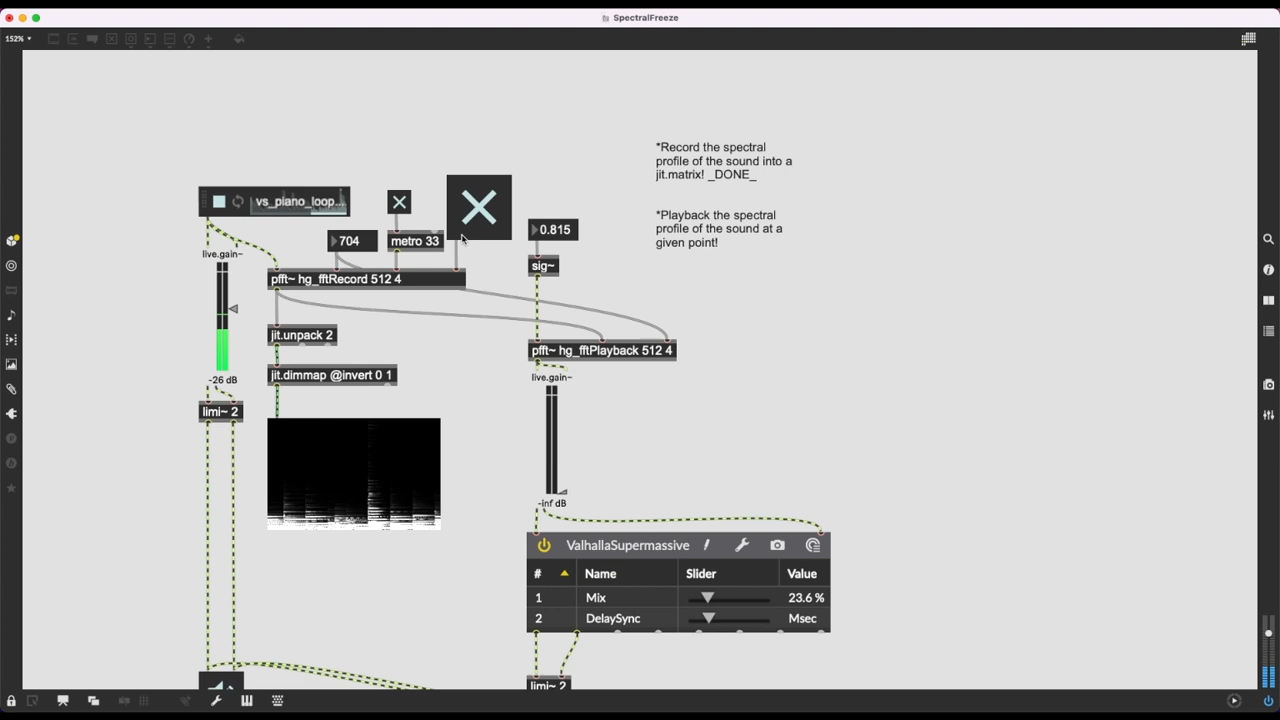 SpectralFreeze
152%
*Record the spectral
profile of the sound into a
jit.matrix! _DONE_
vs_piano_loop...
*Playback the spectral
profile of the sound at a
given point!
0.815
704
metro 33
live.gain~
sig~
pfft~ hg_fftRecord 512 4
jit.unpack 2
pfft~ hg_fftPlayback 512 4
jit.dimmap @invert 0 1
live.gain~
-26 dB
limi~ 2
-inf dB
ValhallaSupermassive
# Name Slider Value
1 Mix 23.6 %
2 DelaySync Msec
limi~ 2